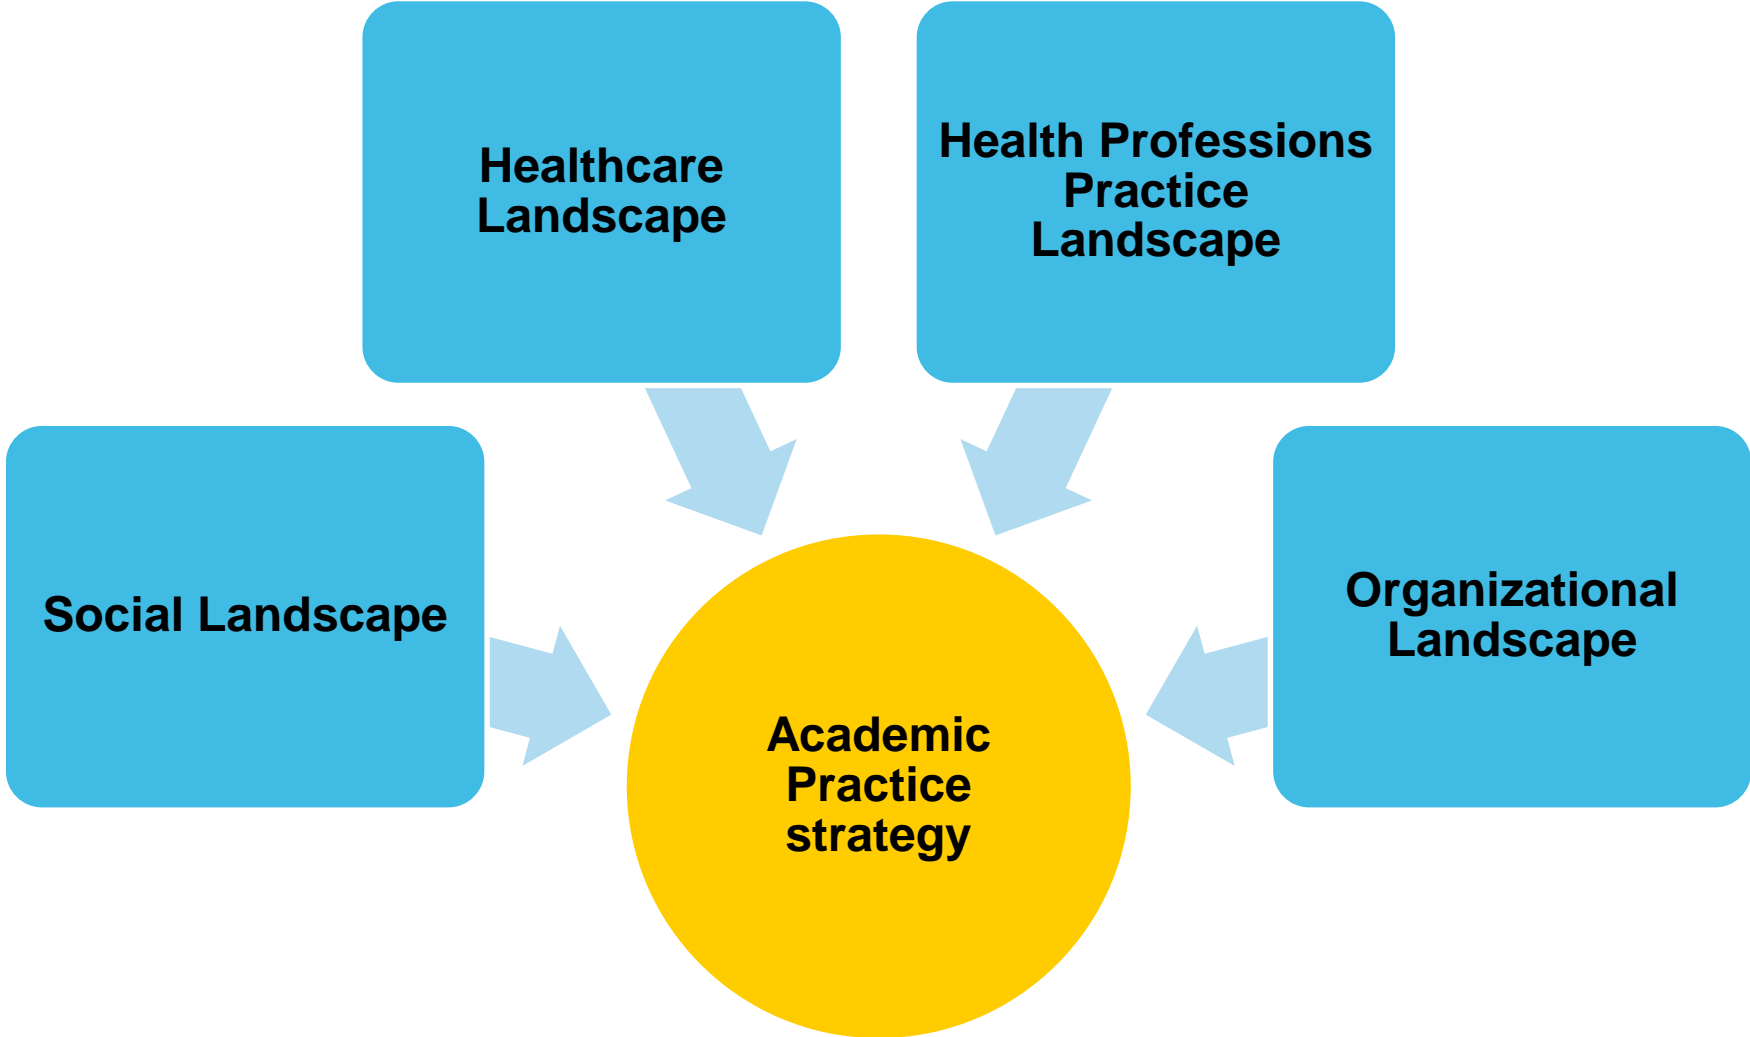 Healthcare
Landscape
Health Professions
Practice
Landscape
Social Landscape
Organizational
Landscape
Academic
Practice
strategy